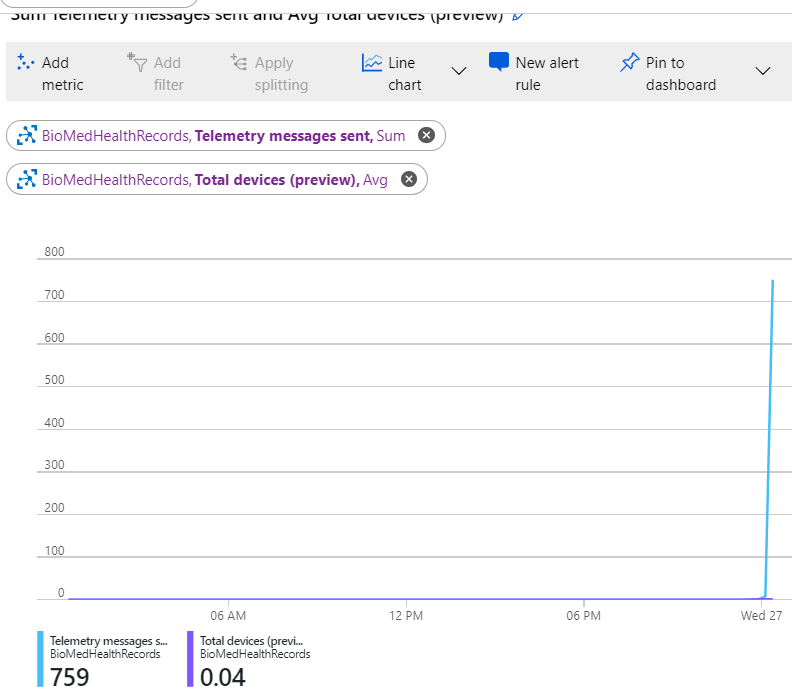 Sum Telemetry messages sent and Avg Total devices (preview)
Add metric
Add filter
Apply splitting
Line chart
New alert rule
Pin to dashboard
BioMedHealthRecords, Telemetry messages sent, Sum
BioMedHealthRecords, Total devices (preview), Avg
800
700
600
500
400
300
200
100
0
06 AM 12 PM 06 PM Wed 27
Telemetry messages s...
BioMedHealthRecords
759
Total devices (previ...
BioMedHealthRecords
0.04